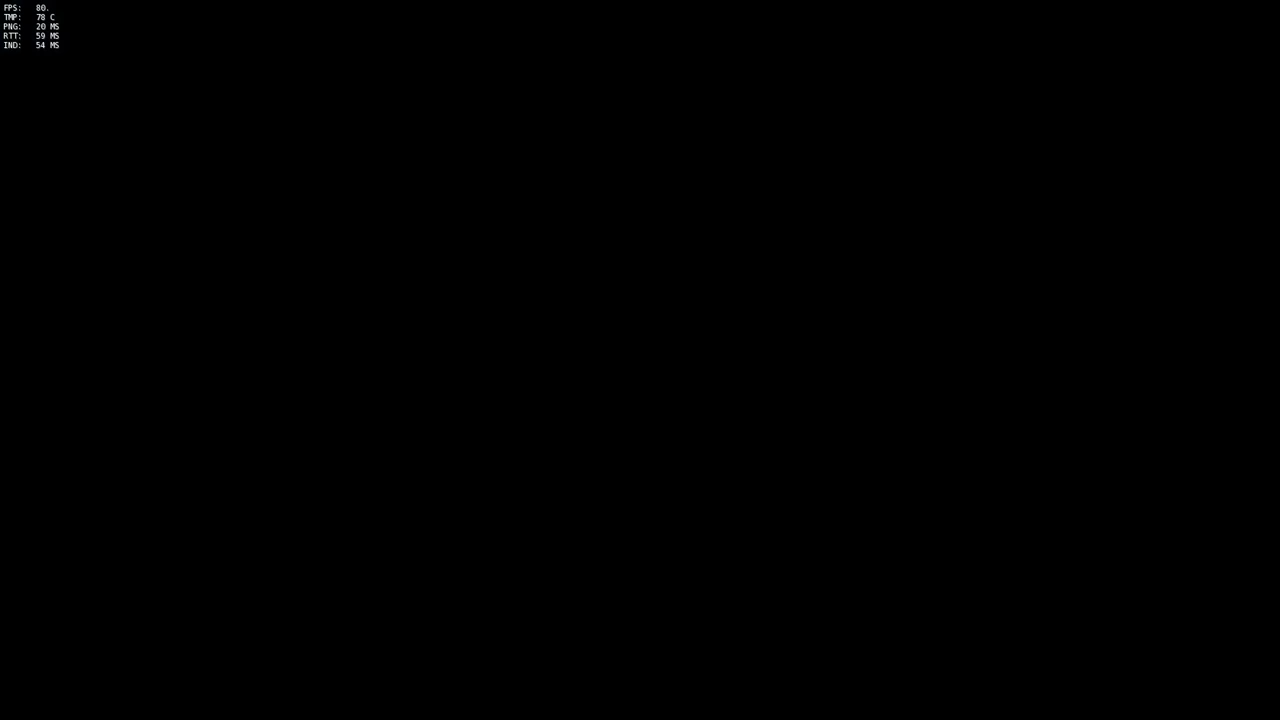 FPS: 80.
TMP: 78 C
PNG: 20 MS
RTT: 59 MS
IND: 54 MS